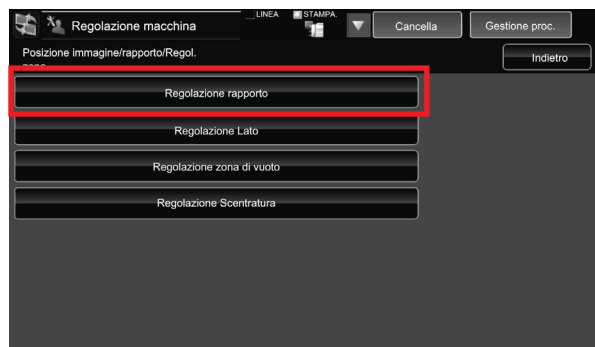 Regolazione macchina
LINEA
STAMPA.
Cancella
Gestione proc.
Posizione immagine/rapporto/Regol.
Indietro
Regolazione rapporto
Regolazione Lato
Regolazione zona di vuoto
Regolazione Scentratura